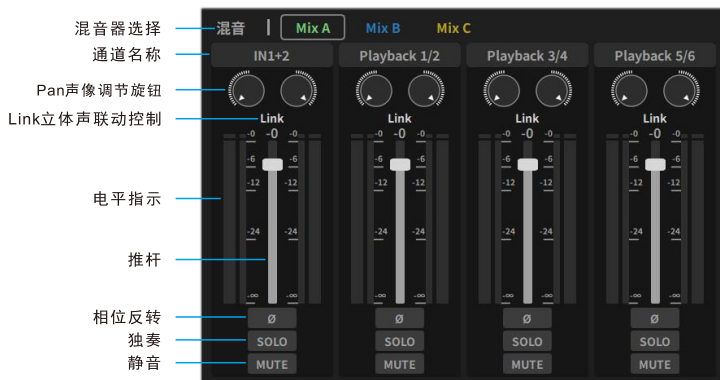 混音器选择 混音 | Mix A Mix B Mix C
通道名称 IN1+2 Playback 1/2 Playback 3/4 Playback 5/6
Pan声像调节旋钮
Link立体声联动控制 Link Link Link Link
-0 -0 -0 -0 -0 -0 -0 -0 -0 -0 -0 -0
-6 -6 -6 -6 -6 -6 -6 -6
-12 -12 -12 -12 -12 -12 -12 -12
电平指示
-24 -24 -24 -24 -24 -24 -24 -24
推杆
-∞ -∞ -∞ -∞ -∞ -∞ -∞ -∞
相位反转 Ø Ø Ø Ø
独奏 SOLO SOLO SOLO SOLO
静音 MUTE MUTE MUTE MUTE